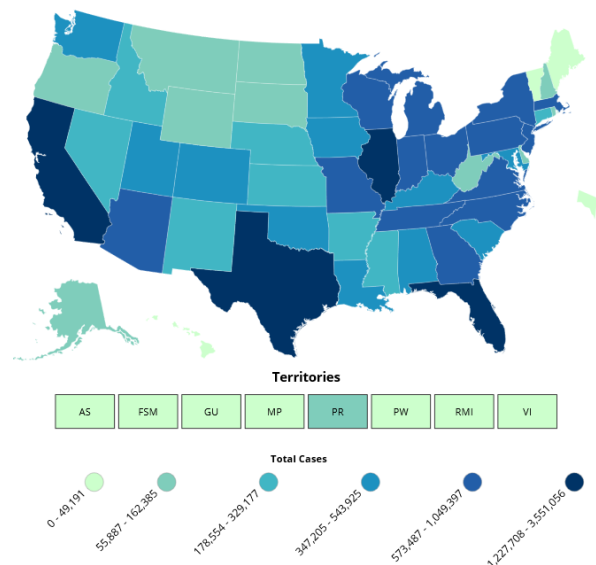 Territories
AS FSM GU MP PR PW RMI VI
Total Cases
0 - 49,191
55,887 - 162,385
178,554 - 329,177
347,205 - 543,925
573,487 - 1,049,397
1,227,708 - 3,551,056